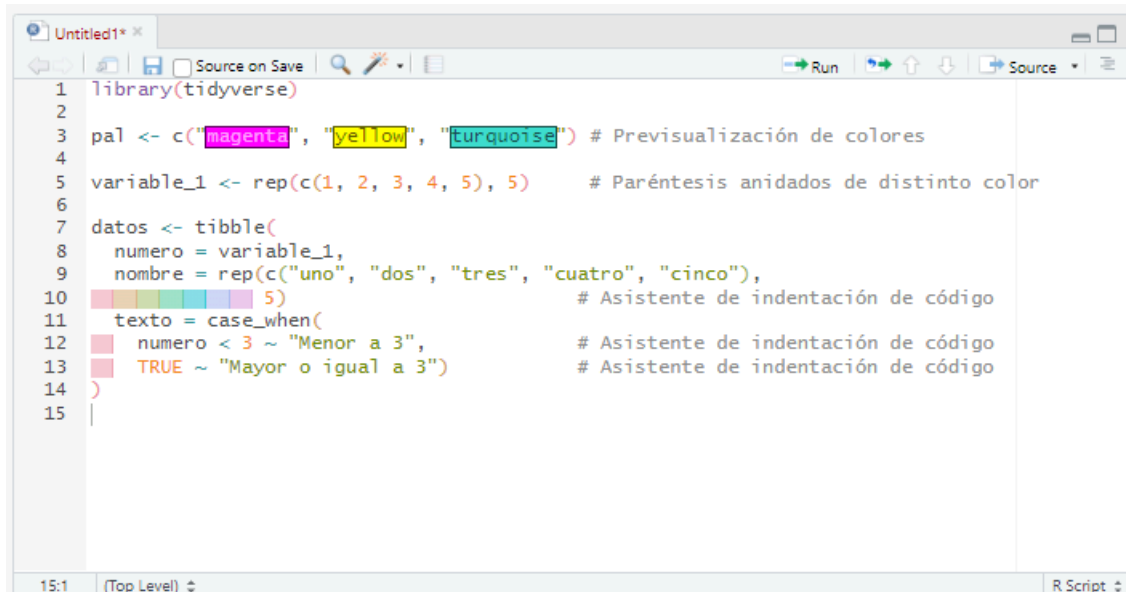 Untitled1*
Source on Save Run Source
1 library(tidyverse)
2
3 pal <- c("magenta", "yellow", "turquoise") # Previsualización de colores
4
5 variable_1 <- rep(c(1, 2, 3, 4, 5), 5) # Paréntesis anidados de distinto color
6
7 datos <- tibble(
8 numero = variable_1,
9 nombre = rep(c("uno", "dos", "tres", "cuatro", "cinco"),
10 5) # Asistente de indentación de código
11 texto = case_when(
12 numero < 3 ~ "Menor a 3", # Asistente de indentación de código
13 TRUE ~ "Mayor o igual a 3") # Asistente de indentación de código
14 )
15
15:1 (Top Level) R Script